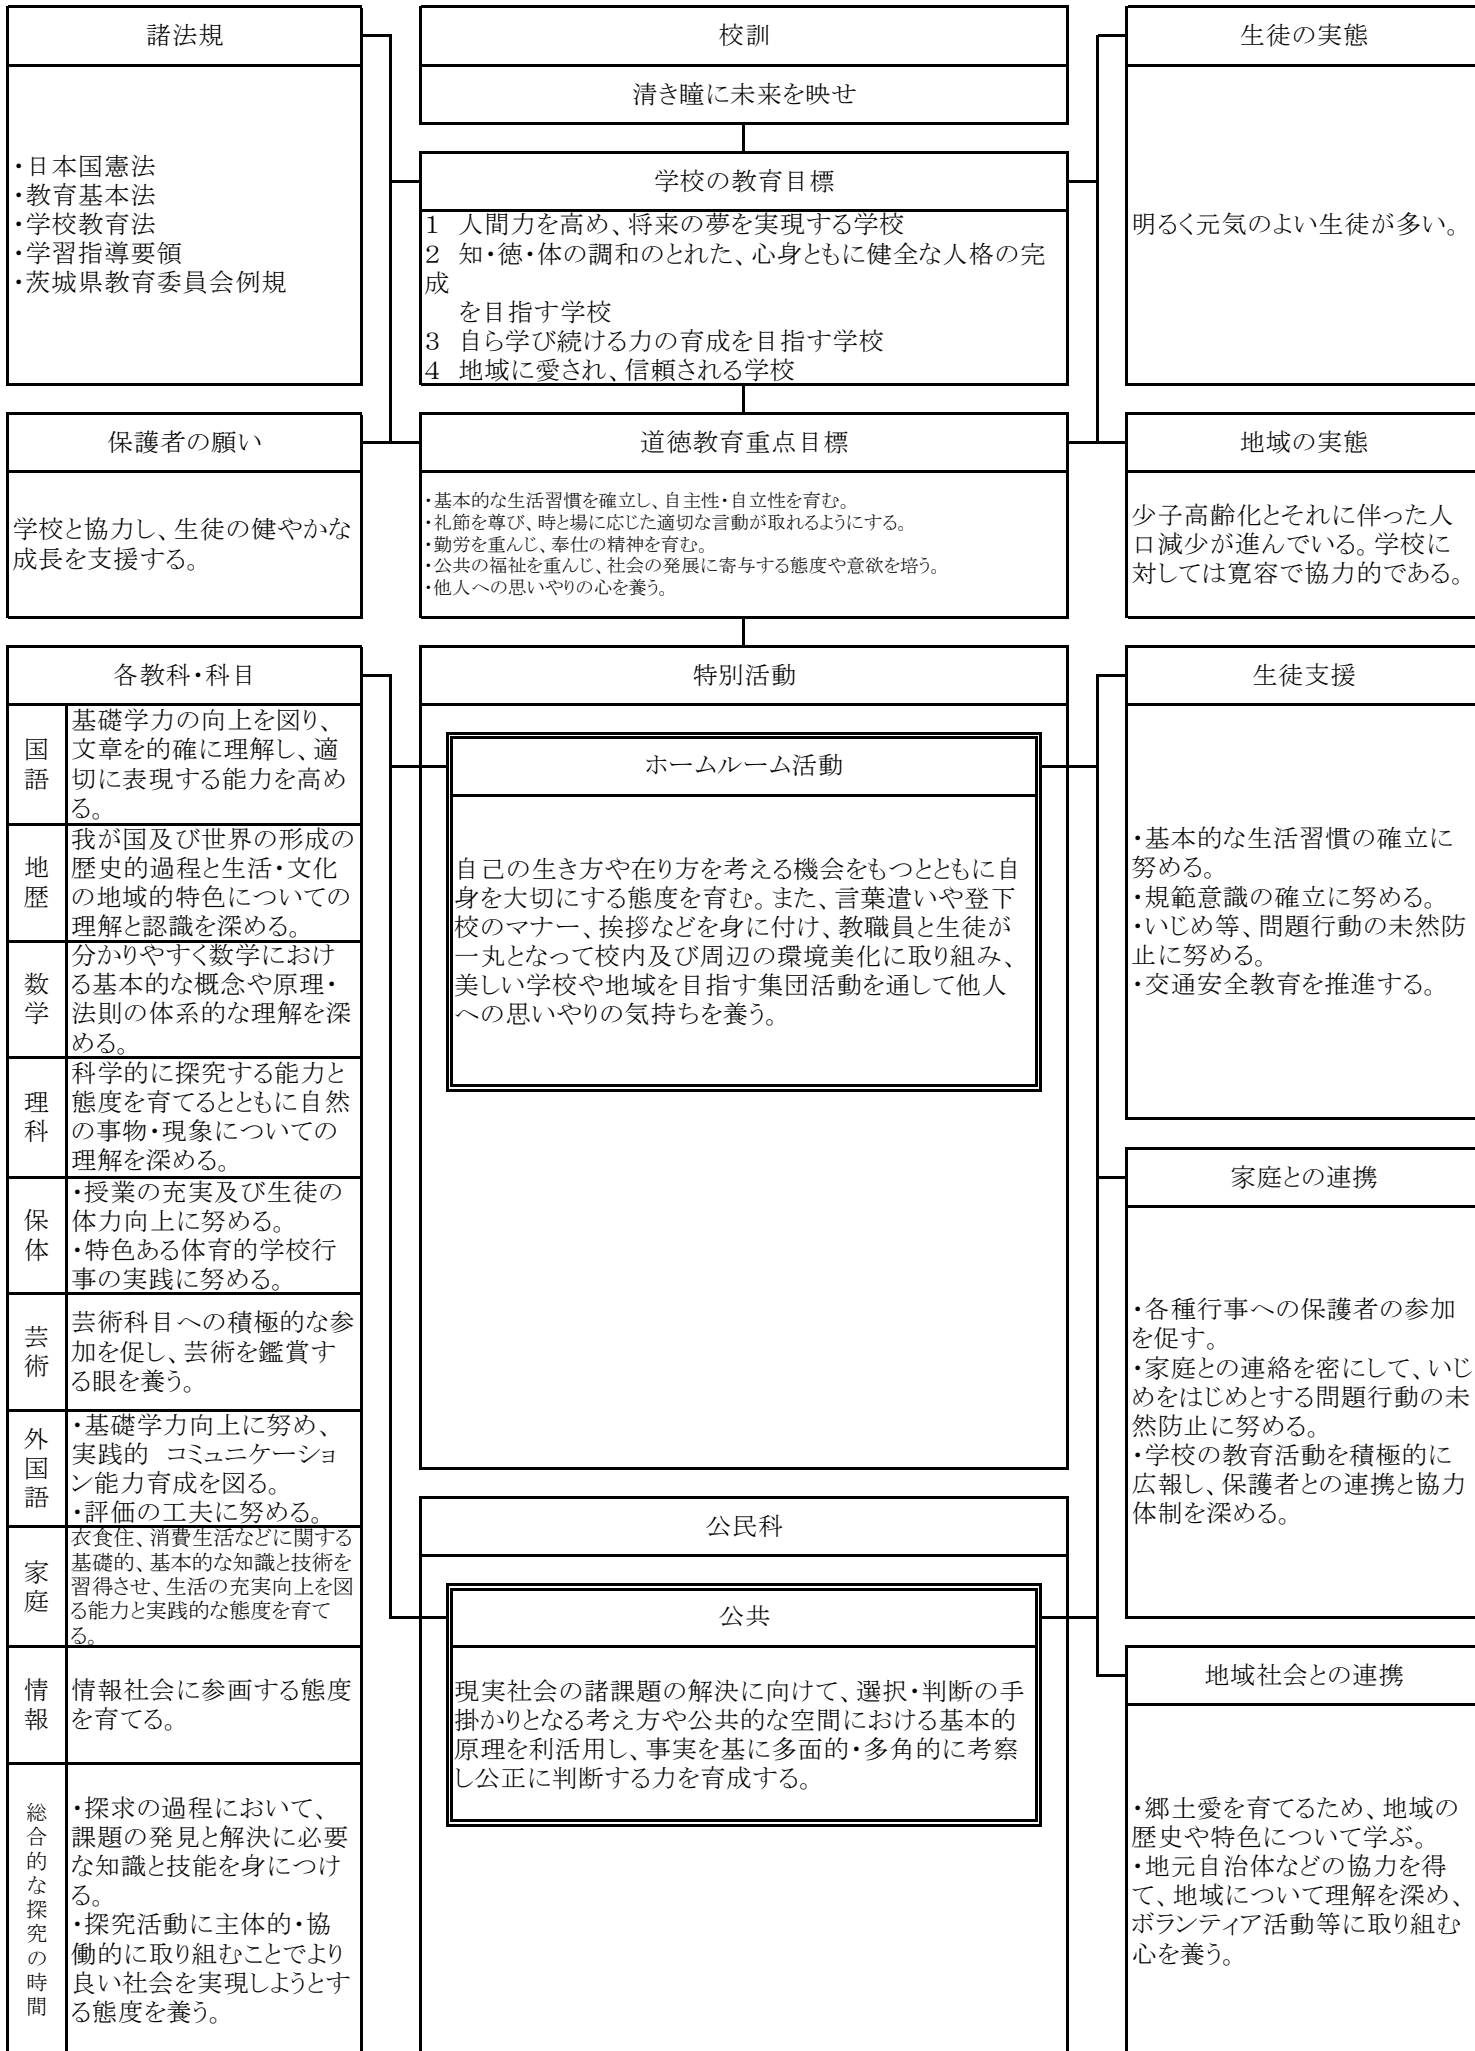 諸法規
・日本国憲法
・教育基本法
・学校教育法
・学習指導要領
・茨城県教育委員会例規
校訓
清き瞳に未来を映せ
生徒の実態
明るく元気のよい生徒が多い。
学校の教育目標
1　人間力を高め、将来の夢を実現する学校
2　知・徳・体の調和のとれた、心身ともに健全な人格の完
成
　を目指す学校
3　自ら学び続ける力の育成を目指す学校
4　地域に愛され、信頼される学校
保護者の願い
学校と協力し、生徒の健やかな
成長を支援する。
道徳教育重点目標
・基本的な生活習慣を確立し、自主性・自立性を育む。
・礼節を尊び、時と場に応じた適切な言動が取れるようにする。
・勤労を重んじ、奉仕の精神を育む。
・公共の福祉を重んじ、社会の発展に寄与する態度や意欲を培う。
・他人への思いやりの心を養う。
地域の実態
少子高齢化とそれに伴った人
口減少が進んでいる。学校に
対しては寛容で協力的である。
各教科・科目
国語
基礎学力の向上を図り、
文章を的確に理解し、適
切に表現する能力を高め
る。
地歴
我が国及び世界の形成の
歴史的過程と生活・文化
の地域的特色についての
理解と認識を深める。
数学
分かりやすく数学におけ
る基本的な概念や原理・
法則の体系的な理解を深
める。
理科
科学的に探究する能力と
態度を育てるとともに自然
の事物・現象についての
理解を深める。
保体
・授業の充実及び生徒の
体力向上に努める。
・特色ある体育的学校行
事の実践に努める。
芸術
芸術科目への積極的な参
加を促し、芸術を鑑賞す
る眼を養う。
外国語
・基礎学力向上に努め、
実践的　コミュニケーショ
ン能力育成を図る。
・評価の工夫に努める。
家庭
衣食住、消費生活などに関する
基礎的、基本的な知識と技術を
習得させ、生活の充実向上を図
る能力と実践的な態度を育て
る。
情報
情報社会に参画する態度
を育てる。
総合的な探究の時間
・探求の過程において、
課題の発見と解決に必要
な知識と技能を身につけ
る。
・探究活動に主体的・協
働的に取り組むことでより
良い社会を実現しようとす
る態度を養う。
特別活動
ホームルーム活動
自己の生き方や在り方を考える機会をもつとともに自
身を大切にする態度を育む。また、言葉遣いや登下
校のマナー、挨拶などを身に付け、教職員と生徒が
一丸となって校内及び周辺の環境美化に取り組み、
美しい学校や地域を目指す集団活動を通して他人
への思いやりの気持ちを養う。
公民科
公共
現実社会の諸課題の解決に向けて、選択・判断の手
掛かりとなる考え方や公共的な空間における基本的
原理を利活用し、事実を基に多面的・多角的に考察
し公正に判断する力を育成する。
生徒支援
・基本的な生活習慣の確立に
努める。
・規範意識の確立に努める。
・いじめ等、問題行動の未然防
止に努める。
・交通安全教育を推進する。
家庭との連携
・各種行事への保護者の参加
を促す。
・家庭との連絡を密にして、いじ
めをはじめとする問題行動の未
然防止に努める。
・学校の教育活動を積極的に
広報し、保護者との連携と協力
体制を深める。
地域社会との連携
・郷土愛を育てるため、地域の
歴史や特色について学ぶ。
・地元自治体などの協力を得
て、地域について理解を深め、
ボランティア活動等に取り組む
心を養う。